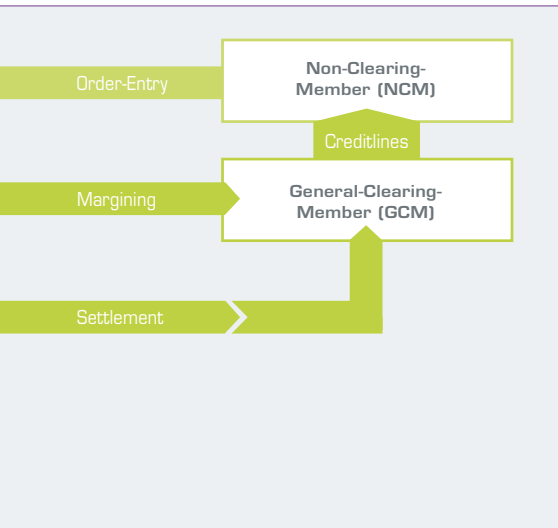 Non-Clearing-
Member (NCM)
Order-Entry
Creditlines
General-Clearing-
Member (GCM)
Margining
Settlement